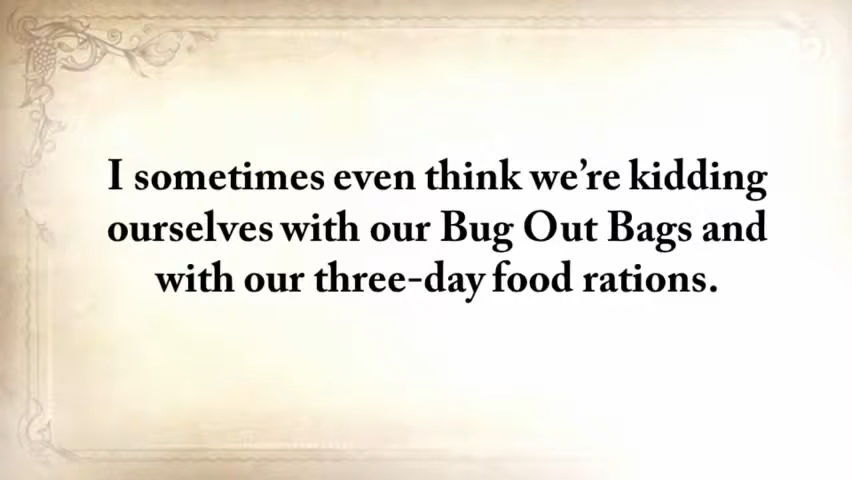 I sometimes even think we’re kidding
ourselves with our Bug Out Bags and
with our three-day food rations.